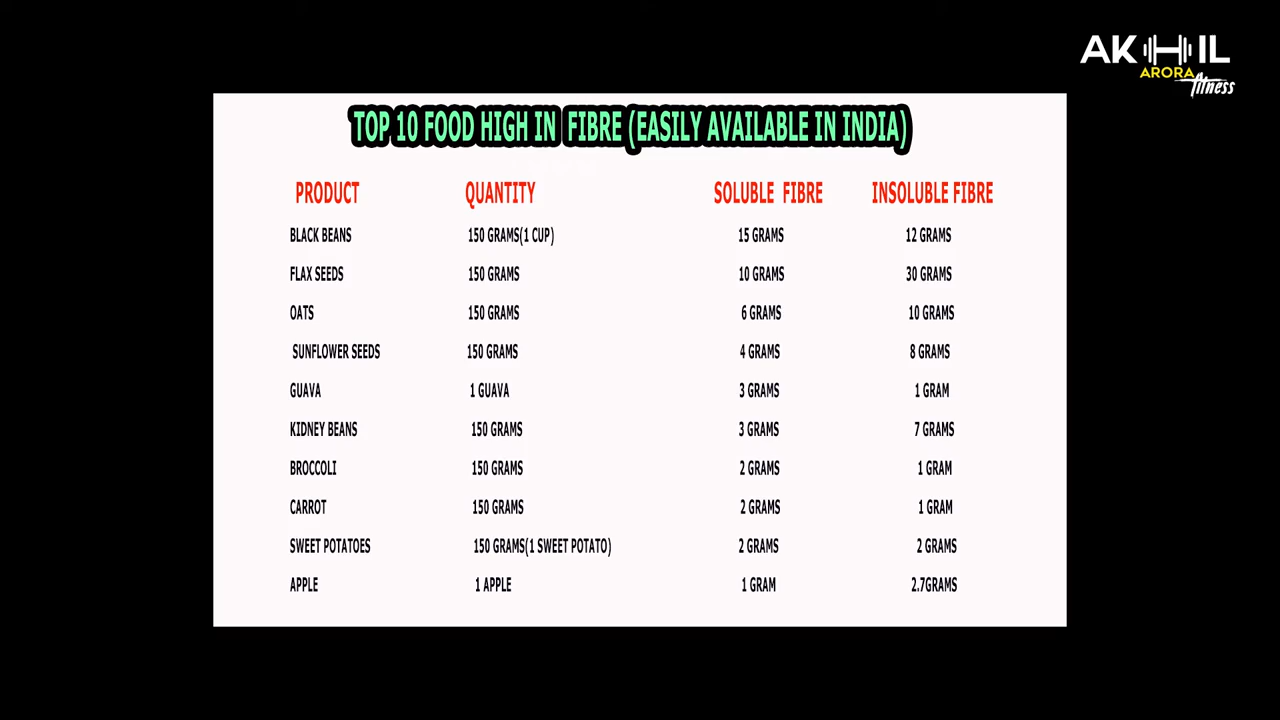 AKHIL
ARORA
fitness
TOP 10 FOOD HIGH IN FIBRE (EASILY AVAILABLE IN INDIA)
PRODUCT QUANTITY SOLUBLE FIBRE INSOLUBLE FIBRE
BLACK BEANS 150 GRAMS(1 CUP) 15 GRAMS 12 GRAMS
FLAX SEEDS 150 GRAMS 10 GRAMS 30 GRAMS
OATS 150 GRAMS 6 GRAMS 10 GRAMS
SUNFLOWER SEEDS 150 GRAMS 4 GRAMS 8 GRAMS
GUAVA 1 GUAVA 3 GRAMS 1 GRAM
KIDNEY BEANS 150 GRAMS 3 GRAMS 7 GRAMS
BROCCOLI 150 GRAMS 2 GRAMS 1 GRAM
CARROT 150 GRAMS 2 GRAMS 1 GRAM
SWEET POTATOES 150 GRAMS(1 SWEET POTATO) 2 GRAMS 2 GRAMS
APPLE 1 APPLE 1 GRAM 2.7GRAMS